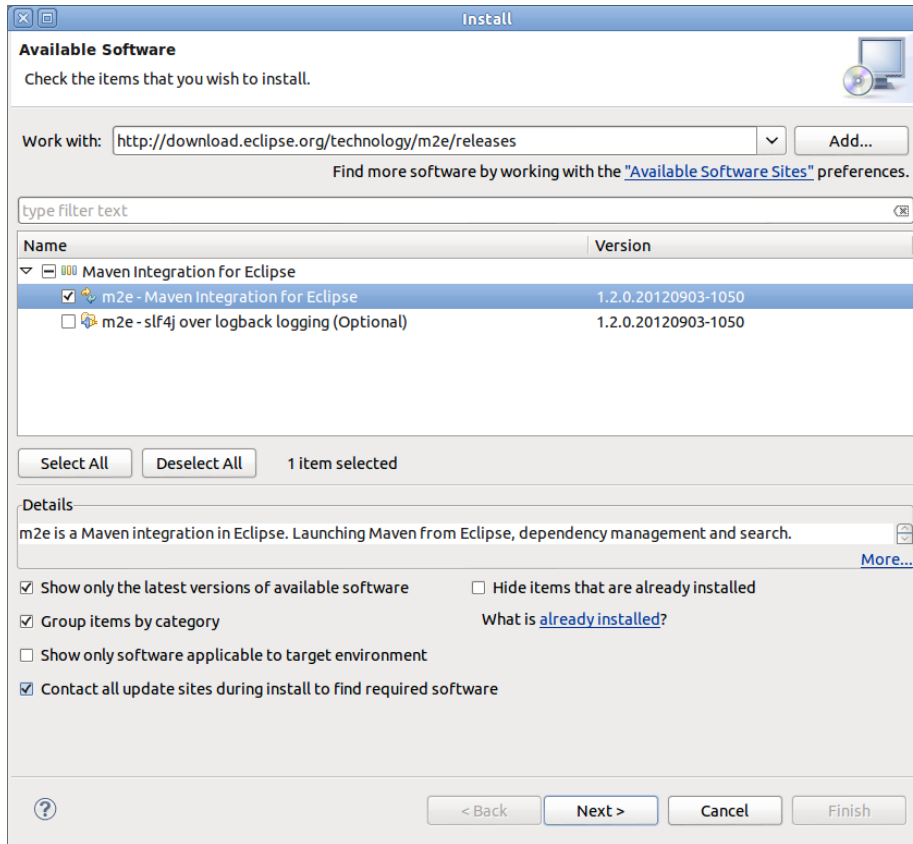 Install
Available Software
Check the items that you wish to install.
Work with: http://download.eclipse.org/technology/m2e/releases Add...
Find more software by working with the "Available Software Sites" preferences.
type filter text
Name Version
Maven Integration for Eclipse
m2e - Maven Integration for Eclipse 1.2.0.20120903-1050
m2e - slf4j over logback logging (Optional) 1.2.0.20120903-1050
Select All Deselect All 1 item selected
Details
m2e is a Maven integration in Eclipse. Launching Maven from Eclipse, dependency management and search.
More...
Show only the latest versions of available software Hide items that are already installed
Group items by category What is already installed?
Show only software applicable to target environment
Contact all update sites during install to find required software
? < Back Next > Cancel Finish